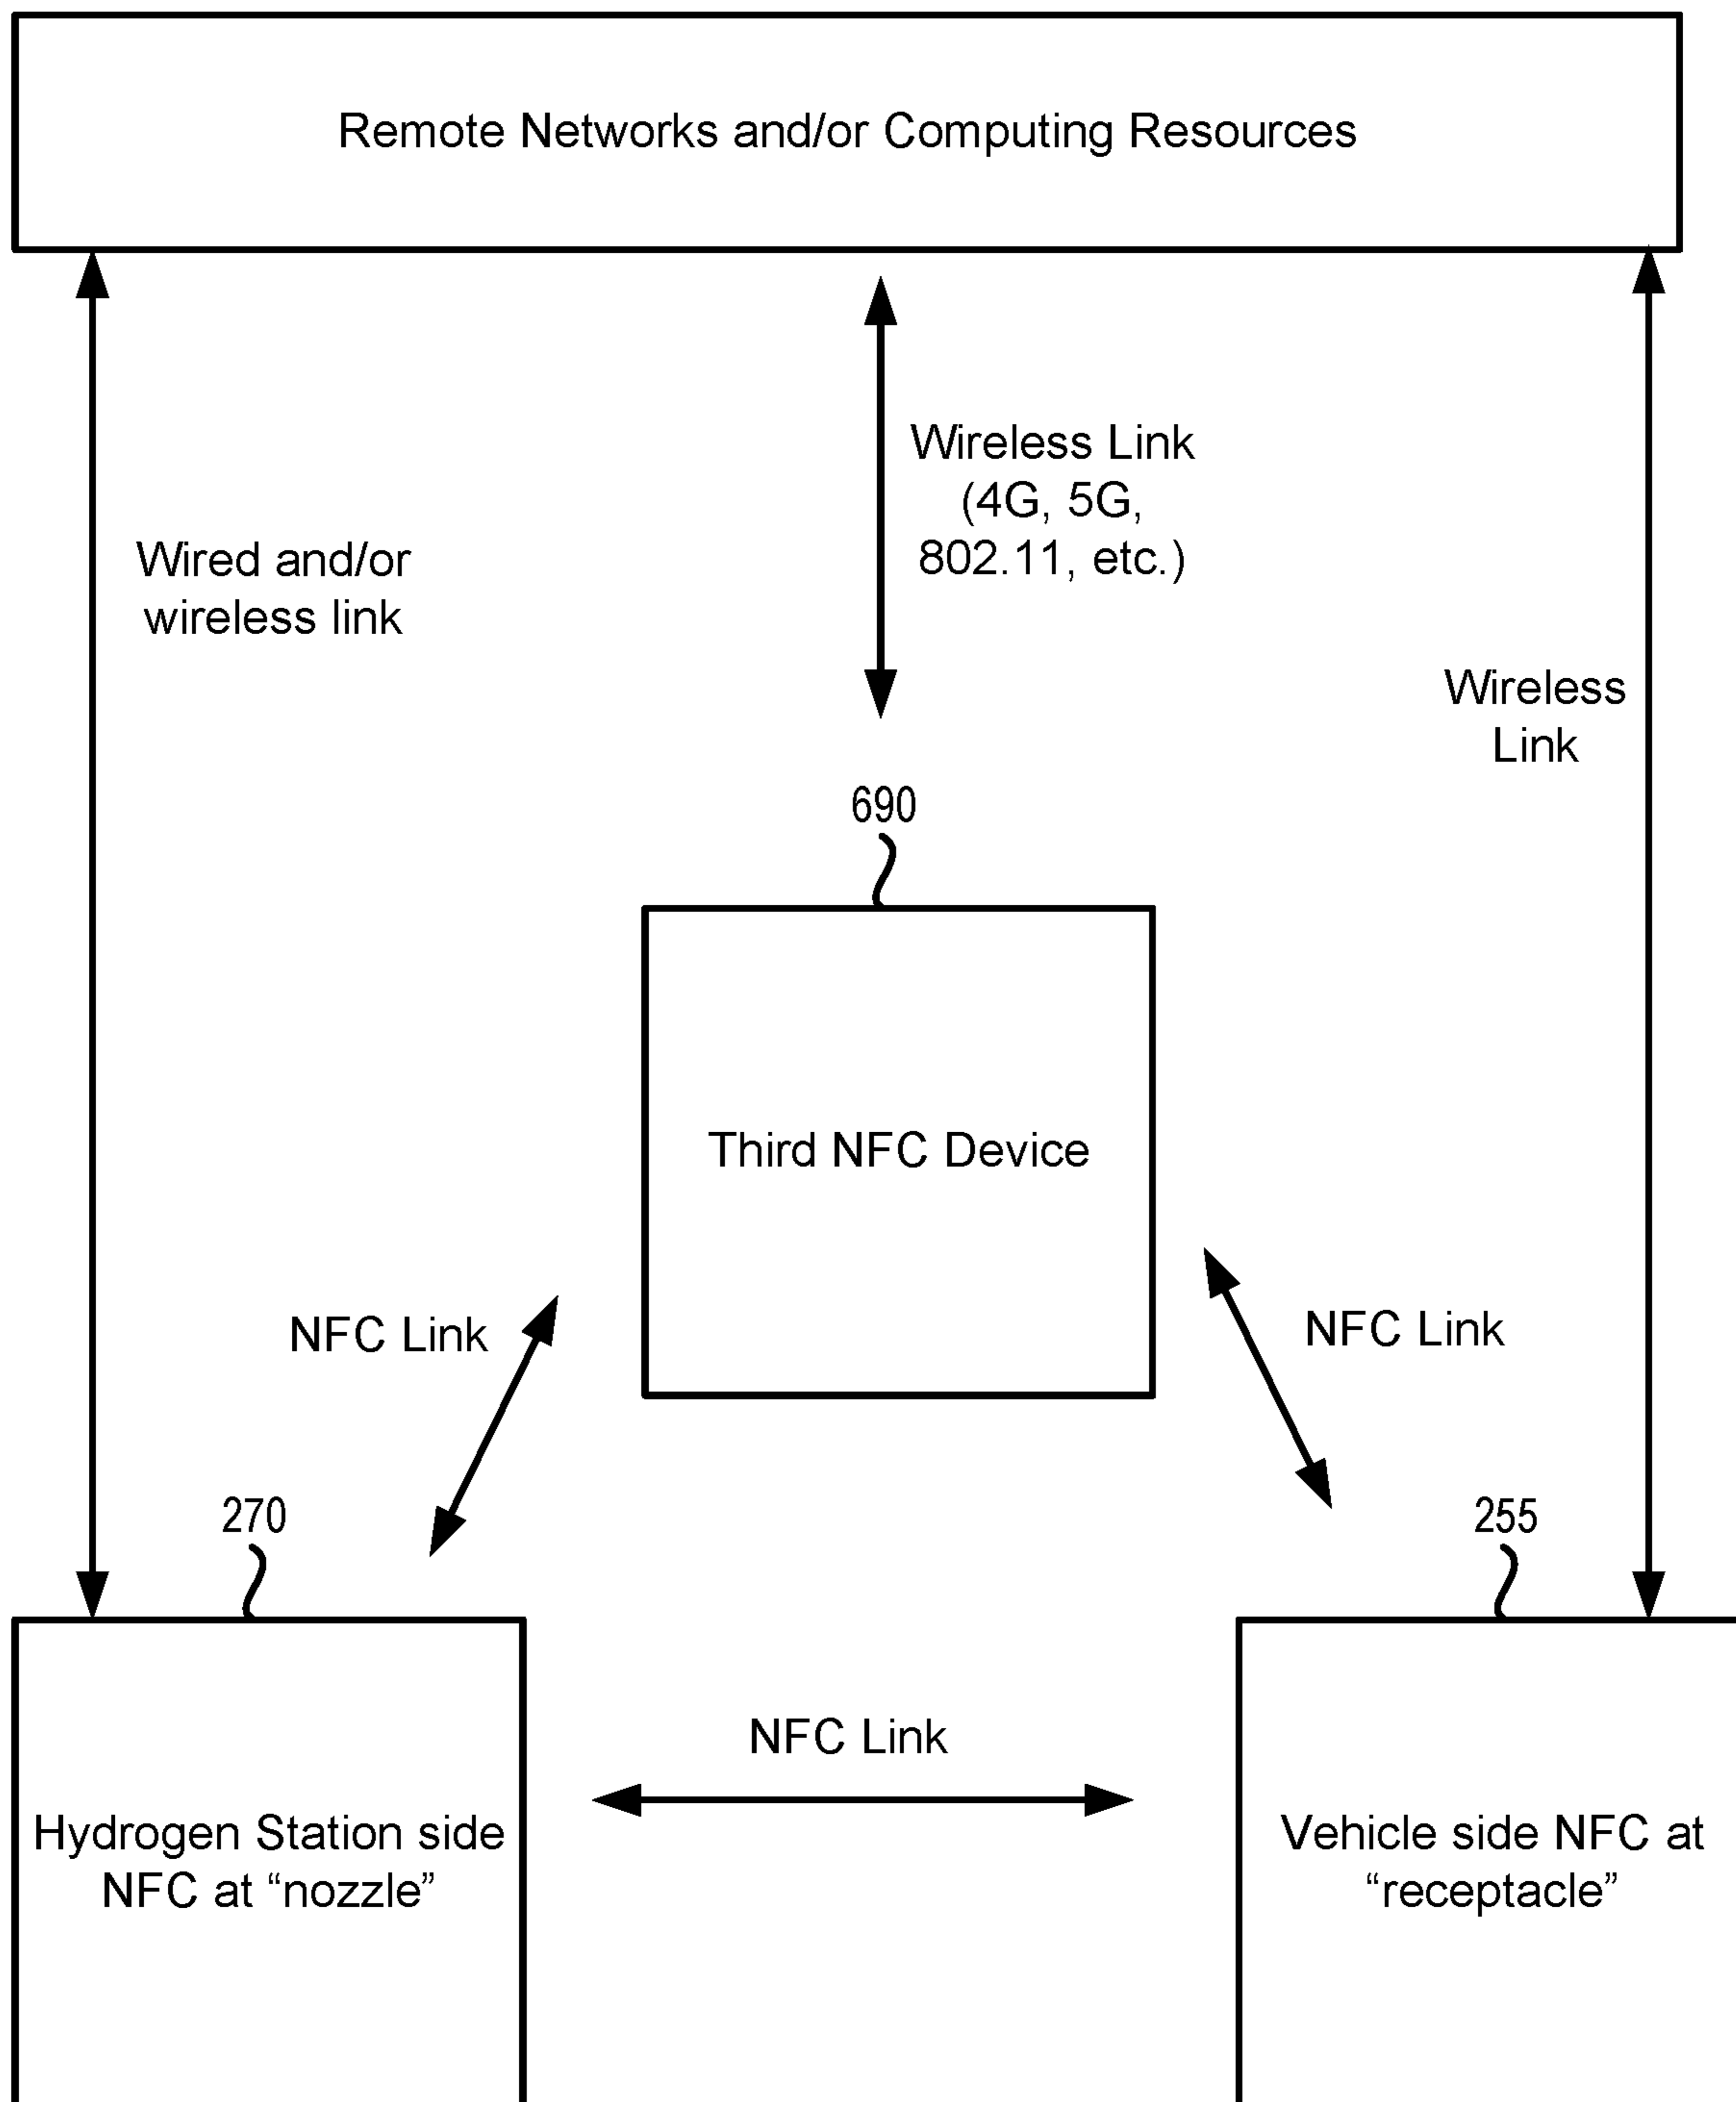 Remote Networks and/or Computing Resources
Wireless Link
(4G, 5G,
802.11, etc.)
Wired and/or
wireless link
Wireless
Link
690
Third NFC Device
NFC Link
NFC Link
270
255
NFC Link
Hydrogen Station side
NFC at “nozzle”
Vehicle side NFC at
“receptacle”